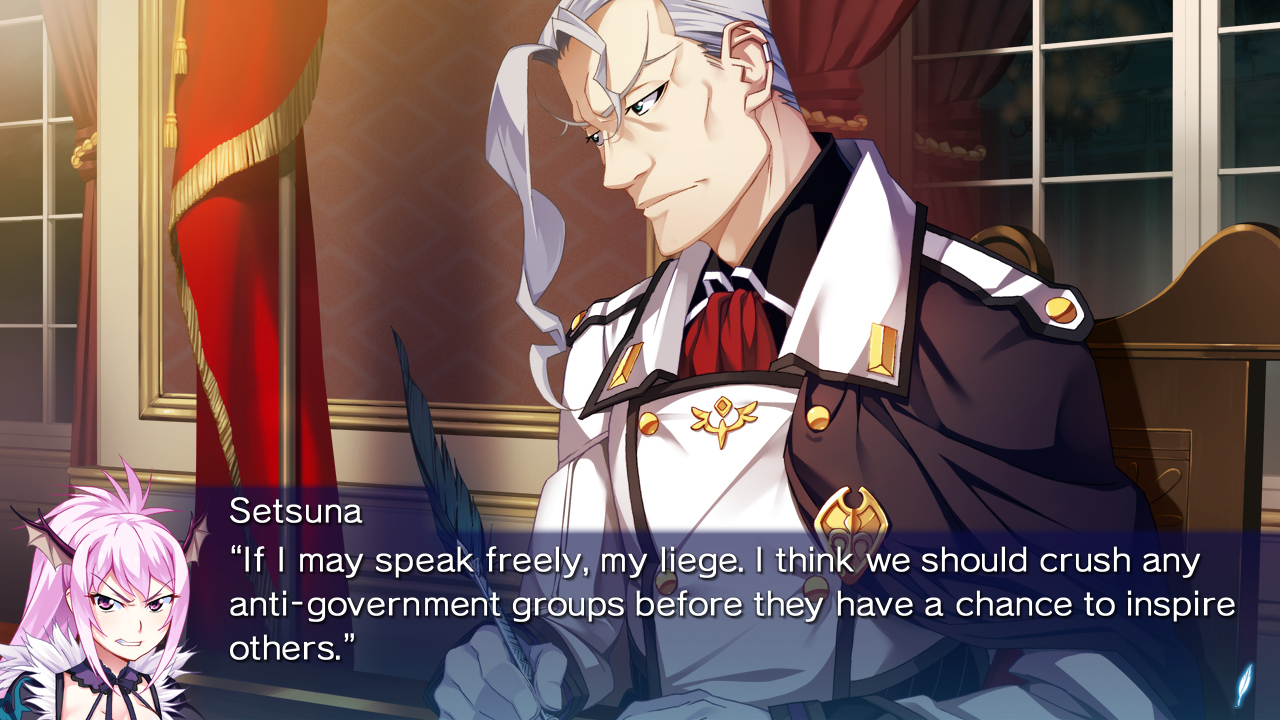 Setsuna
“If I may speak freely, my liege. I think we should crush any
anti-government groups before they have a chance to inspire
others.”